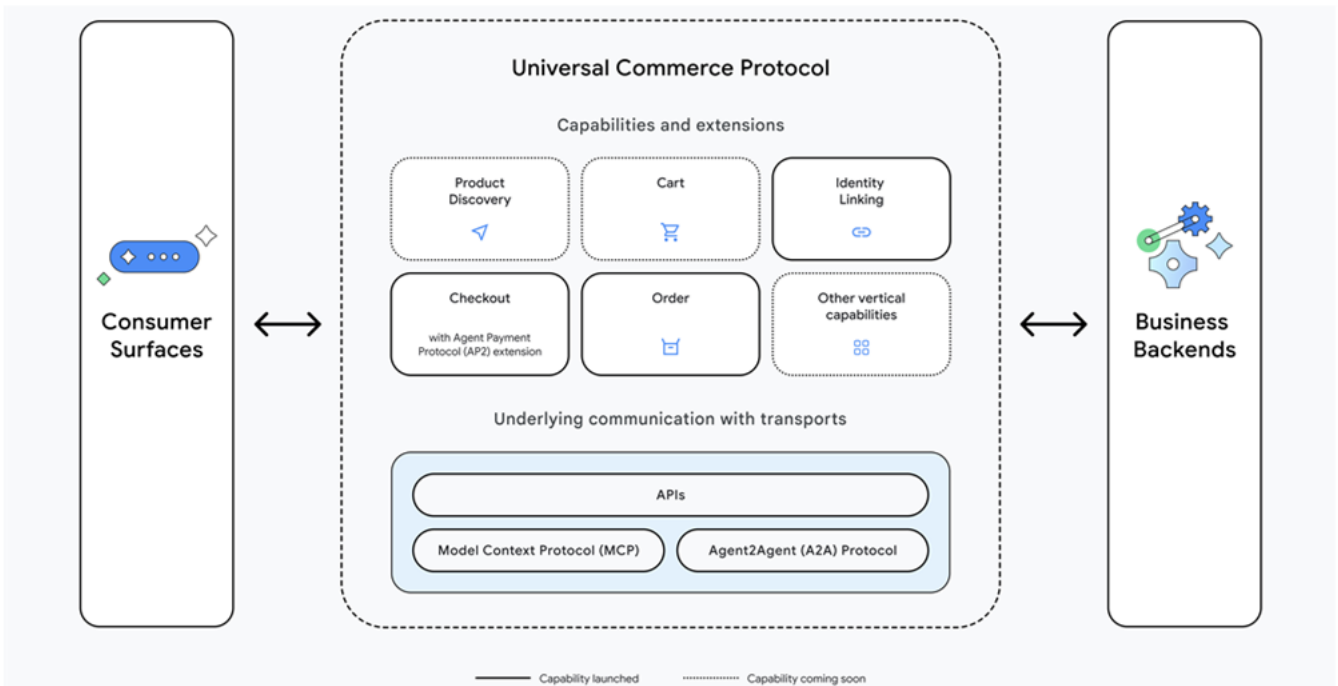 Universal Commerce Protocol
Capabilities and extensions
Product
Discovery
Cart
Identity
Linking
Checkout
with Agent Payment
Protocol (AP2) extension
Order
Other vertical
capabilities
Consumer
Surfaces
Business
Backends
Underlying communication with transports
APIs
Model Context Protocol (MCP)
Agent2Agent (A2A) Protocol
Capability launched
Capability coming soon